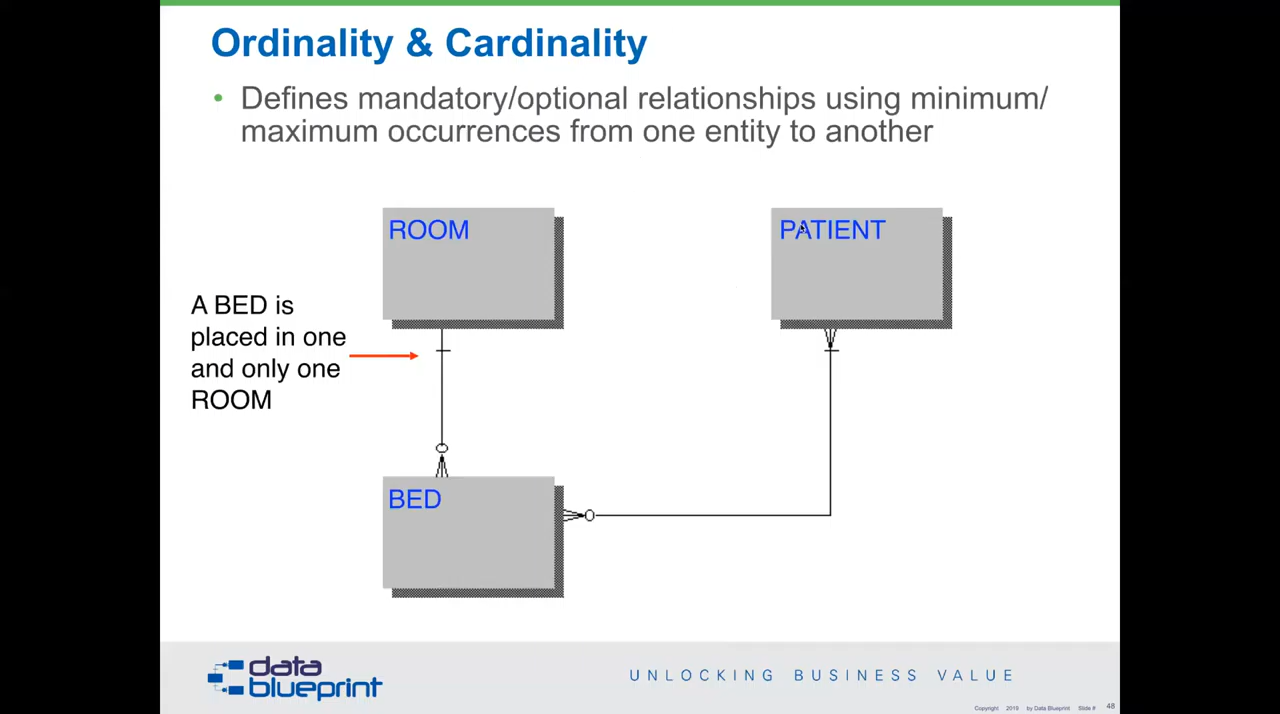 Ordinality & Cardinality
• Defines mandatory/optional relationships using minimum/
maximum occurrences from one entity to another
ROOM
PATIENT
A BED is
placed in one
and only one
ROOM
BED
data
blueprint
UNLOCKING BUSINESS VALUE
Copyright 2019 by Data Blueprint Slide # 48